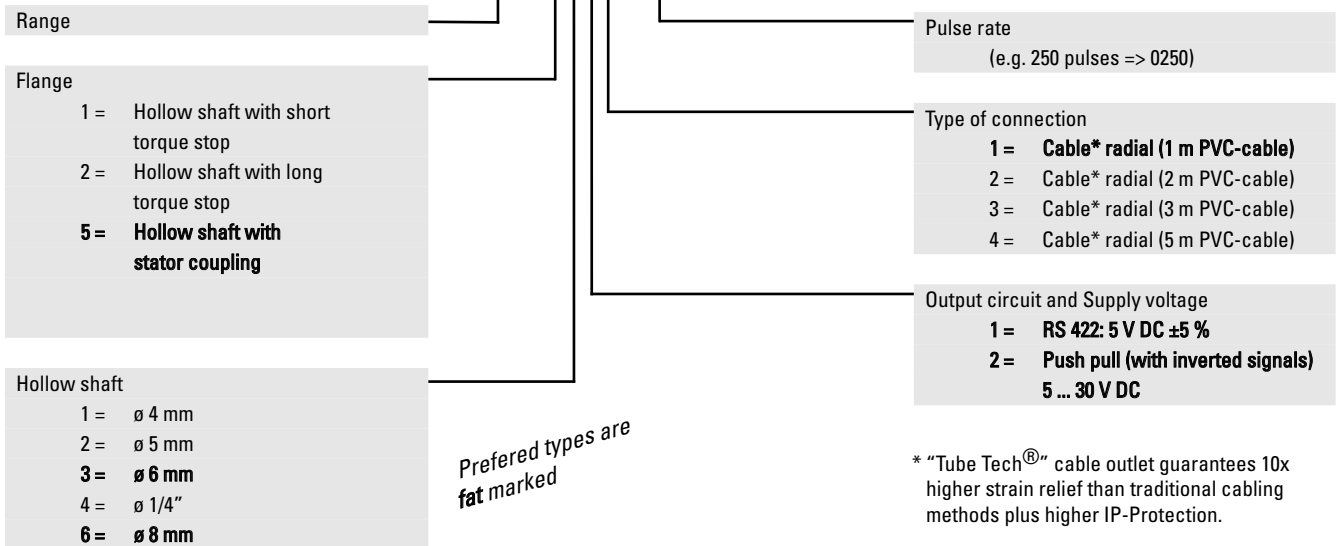 Range
Flange
1 = Hollow shaft with short
torque stop
2 = Hollow shaft with long
torque stop
5 = Hollow shaft with
stator coupling
Hollow shaft
1 = ø 4 mm
2 = ø 5 mm
3 = ø 6 mm
4 = ø 1/4"
6 = ø 8 mm
Prefered types are
fat marked
Pulse rate
(e.g. 250 pulses => 0250)
Type of connection
1 = Cable* radial (1 m PVC-cable)
2 = Cable* radial (2 m PVC-cable)
3 = Cable* radial (3 m PVC-cable)
4 = Cable* radial (5 m PVC-cable)
Output circuit and Supply voltage
1 = RS 422: 5 V DC ±5 %
2 = Push pull (with inverted signals)
5 ... 30 V DC
* "Tube Tech®" cable outlet guarantees 10x
higher strain relief than traditional cabling
methods plus higher IP-Protection.